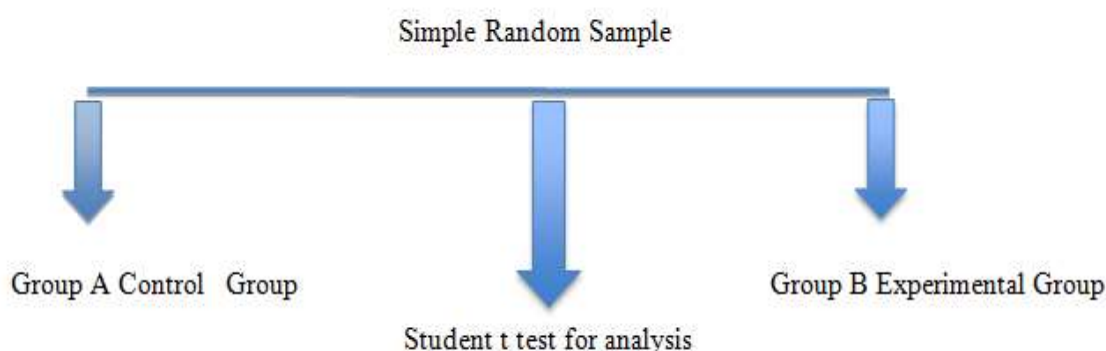 Simple Random Sample
Group A Control Group
Group B Experimental Group
Student t test for analysis